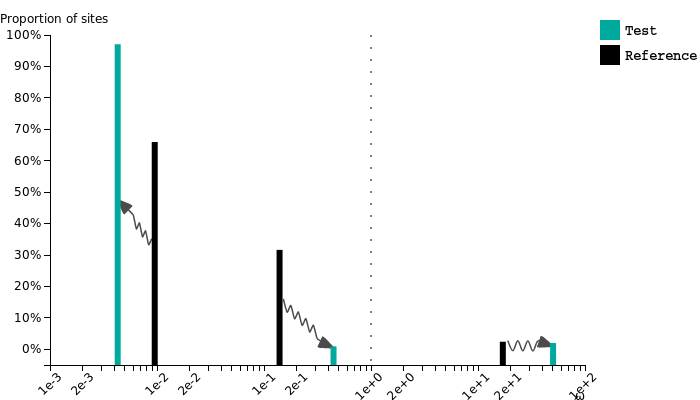 Proportion of sites
100%
90%
80%
70%
60%
50%
40%
30%
20%
10%
0%
1e-3
2e-3
1e-2
2e-2
1e-1
2e-1
1e+0
2e+0
1e+1
2e+1
1e+2
Test
Reference